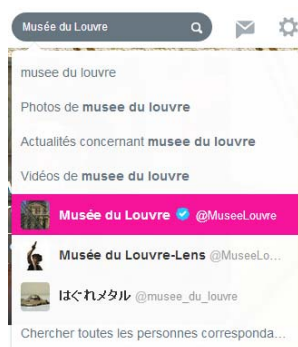 Musée du Louvre
musee du louvre
Photos de musee du louvre
Actualités concernant musee du louvre
Vidéos de musee du louvre
Musée du Louvre @MuseeLouvre
Musée du Louvre-Lens @MuseeLo...
はぐれメタル @musee_du_louvre
Chercher toutes les personnes corresponda...